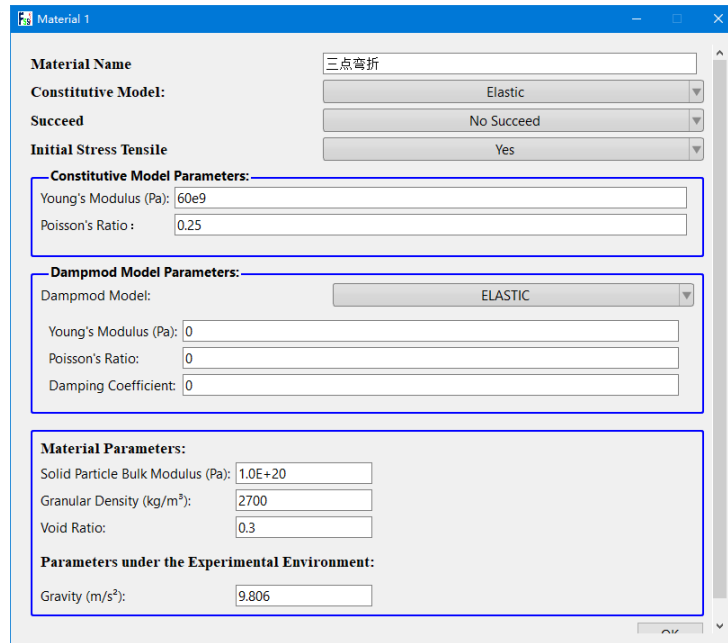 Material 1
Material Name 三点弯折
Constitutive Model: Elastic
Succeed No Succeed
Initial Stress Tensile Yes
Constitutive Model Parameters:
Young's Modulus (Pa): 60e9
Poisson's Ratio： 0.25
Dampmod Model Parameters:
Dampmod Model: ELASTIC
Young's Modulus (Pa): 0
Poisson's Ratio: 0
Damping Coefficient: 0
Material Parameters:
Solid Particle Bulk Modulus (Pa): 1.0E+20
Granular Density (kg/m³): 2700
Void Ratio: 0.3
Parameters under the Experimental Environment:
Gravity (m/s²): 9.806
OK